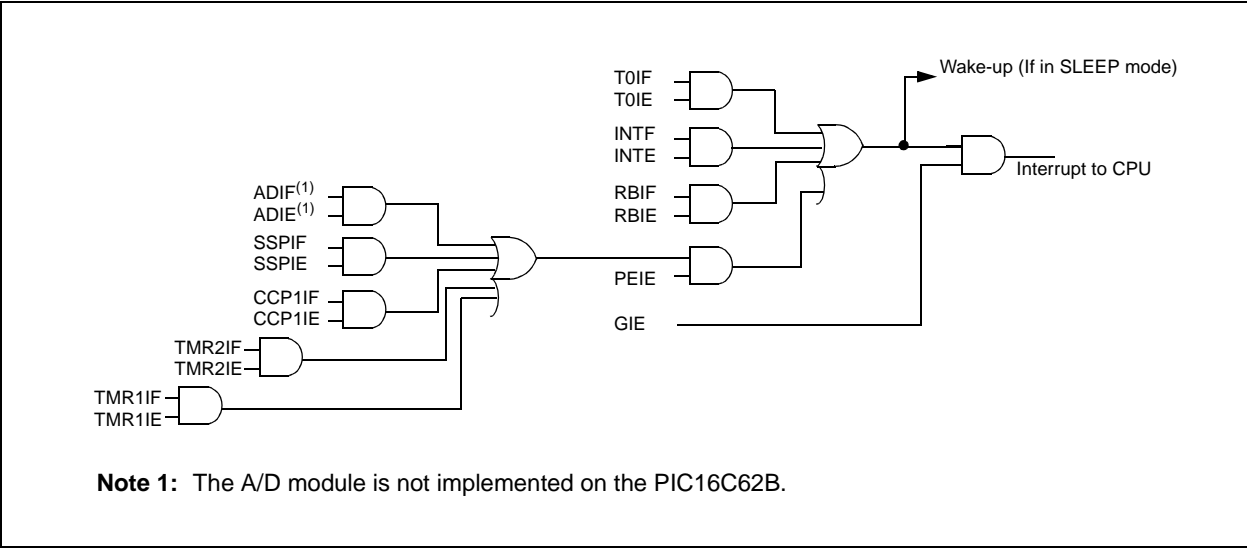 T0IF
T0IE
Wake-up (If in SLEEP mode)
INTF
INTE
Interrupt to CPU
RBIF
RBIE
ADIF(1)
ADIE(1)
SSPIF
SSPIE
PEIE
CCP1IF
CCP1IE
GIE
TMR2IF
TMR2IE
TMR1IF
TMR1IE
Note 1: The A/D module is not implemented on the PIC16C62B.